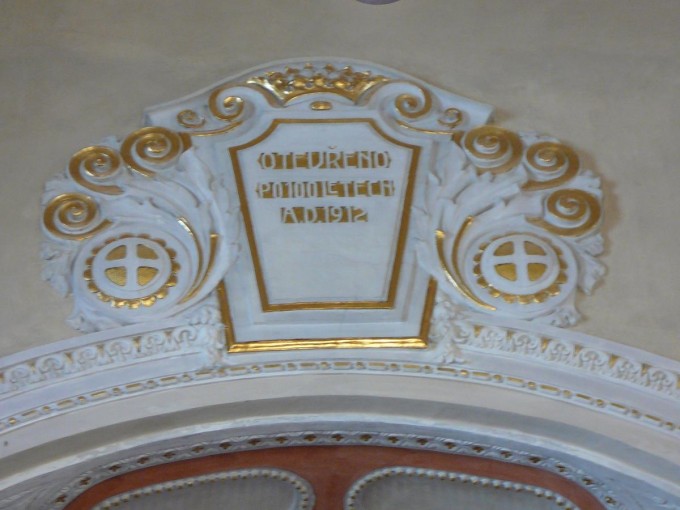 OTEVŘENO
PO 100 LETECH
A.D. 1912